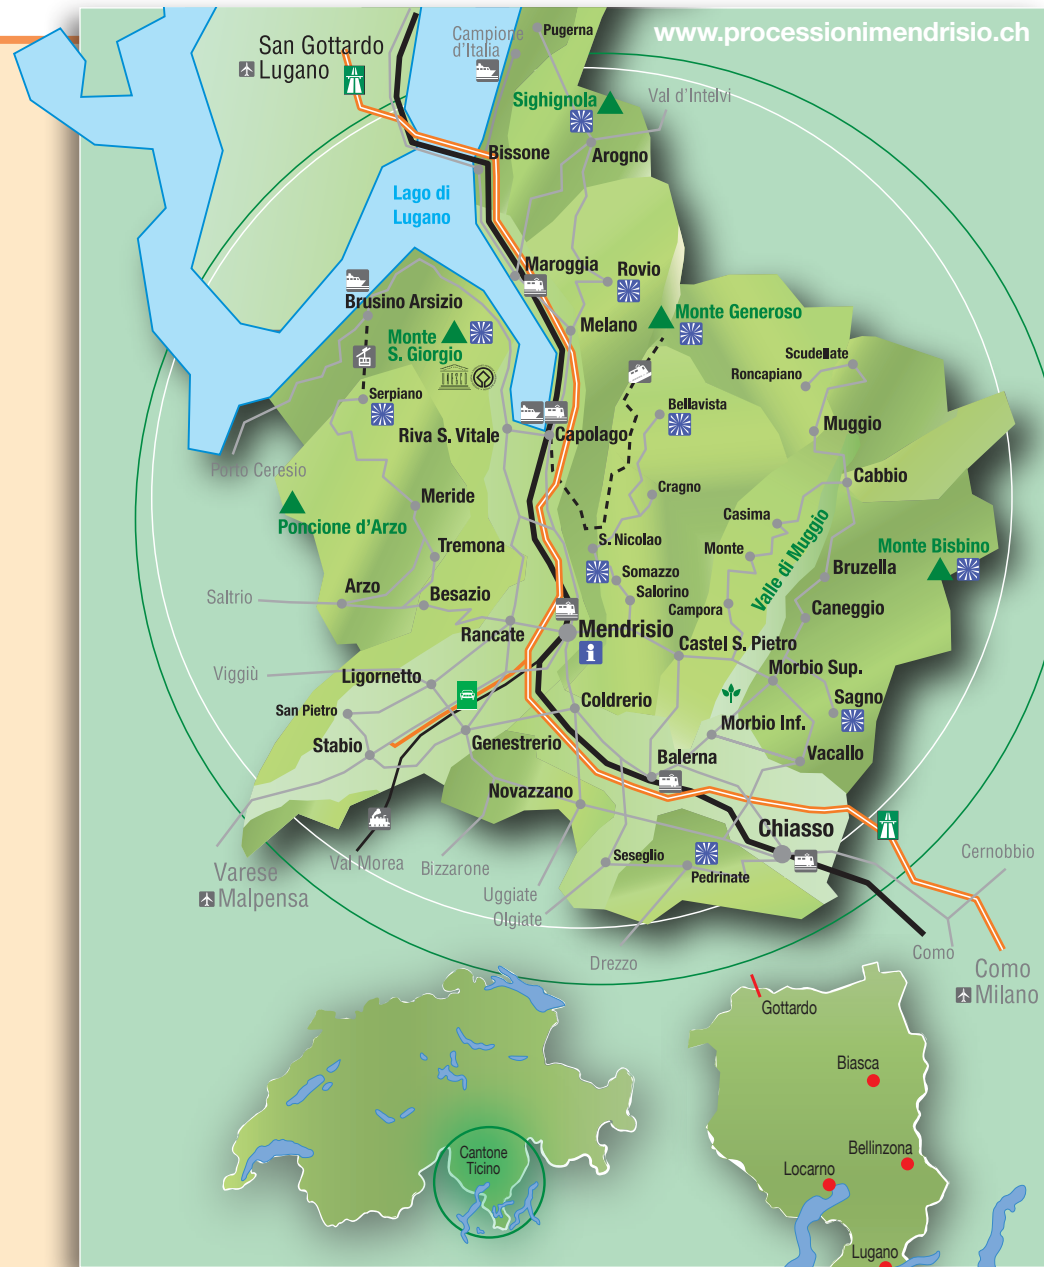 www.processionimendrisio.ch
San Gottardo
Lugano
Campione
d'Italia
Pugerna
Sighignola
Val d'Intelvi
Bissone
Arogno
Lago di
Lugano
Maroggia
Rovio
Brusino Arsizio
Melano
Monte Generoso
Monte
S. Giorgio
UNESCO
Scudellate
Roncapiano
Serpiano
Bellavista
Riva S. Vitale
Capolago
Muggio
Porto Ceresio
Cabbio
Meride
Cragno
Poncione d'Arzo
Casima
Valle di Muggio
Tremona
S. Nicolao
Monte
Monte Bisbino
Somazzo
Bruzella
Arzo
Besazio
Salorino
Saltrio
Campora
Caneggio
Rancate
Mendrisio
Castel S. Pietro
Viggiù
Ligornetto
Morbio Sup.
Coldrerio
Sagno
San Pietro
Morbio Inf.
Stabio
Genestrerio
Balerna
Vacallo
Novazzano
Chiasso
Val Morea
Bizzarone
Seseglio
Pedrinate
Cernobbio
Varese
Malpensa
Uggiate
Olgiate
Drezzo
Como
Como
Milano
Gottardo
Biasca
Cantone
Ticino
Bellinzona
Locarno
Lugano